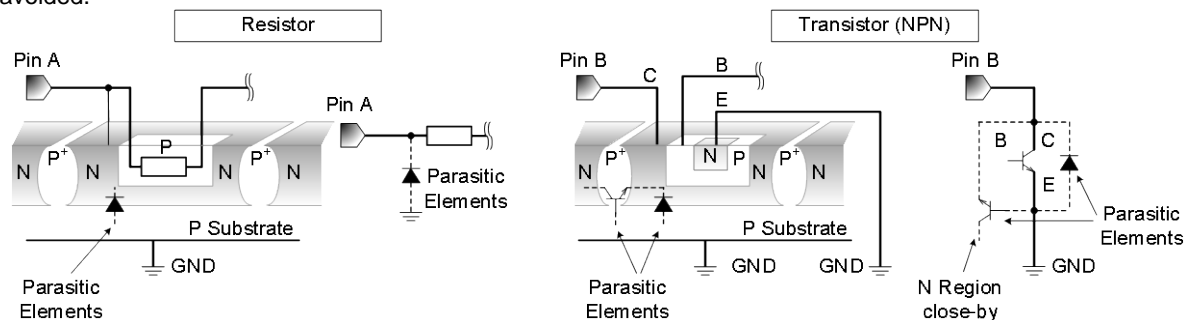 avoided.
Resistor
Transistor (NPN)
Pin A
Pin A
Pin B
C
B
E
Pin B
N
P+
N
P
N
P+
N
Parasitic
Elements
N
P+
N
P
N
P+
N
B
C
E
Parasitic
Elements
P Substrate
GND
Parasitic
Elements
P Substrate
GND
GND
Parasitic
Elements
GND
N Region
close-by